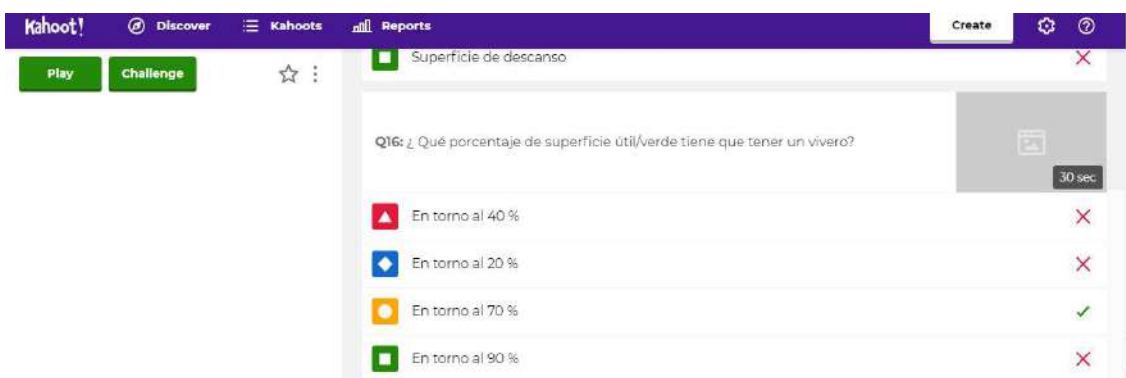 Kahoot! Discover Kahoots Reports Create
Play Challenge
Superficie de descanso
Q16: ¿ Qué porcentaje de superficie útil/verde tiene que tener un vivero?
30 sec
En torno al 40 %
En torno al 20 %
En torno al 70 %
En torno al 90 %